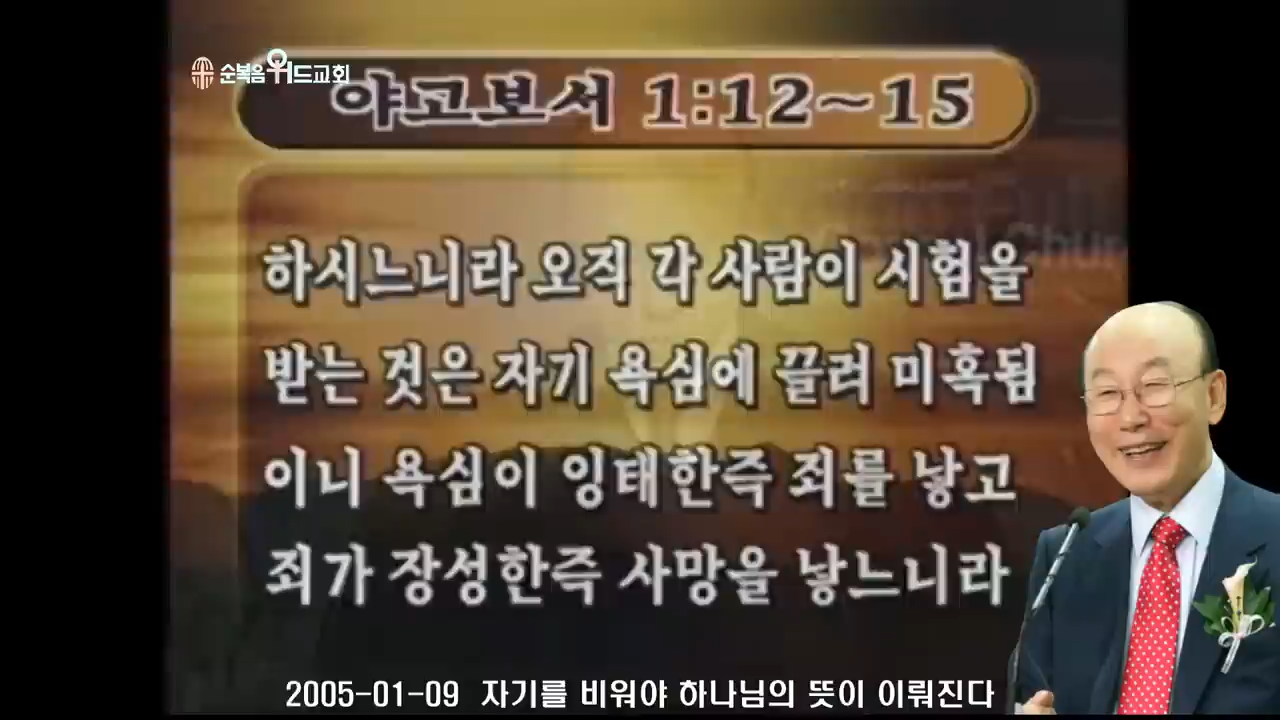 순복음위드교회
야고보서 1:12~15
하시느니라 오직 각 사람이 시험을
받는 것은 자기 욕심에 끌려 미혹됨
이니 욕심이 잉태한즉 죄를 낳고
죄가 장성한즉 사망을 낳느니라
2005-01-09 자기를 비워야 하나님의 뜻이 이뤄진다